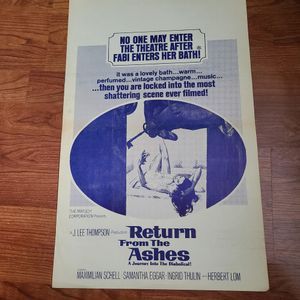 NO ONE MAY ENTER
THE THEATRE AFTER
FABI ENTERS HER BATH!
it was a lovely bath...warm...
perfumed...vintage champagne...music...
...then you are locked into the most
shattering scene ever filmed!
THE MIRISCH
CORPORATION Presents
A J. LEE THOMPSON Production
Return
From The
Ashes
A Journey Into The Diabolical!
MAXIMILIAN SCHELL SAMANTHA EGGAR INGRID THULIN HERBERT LOM